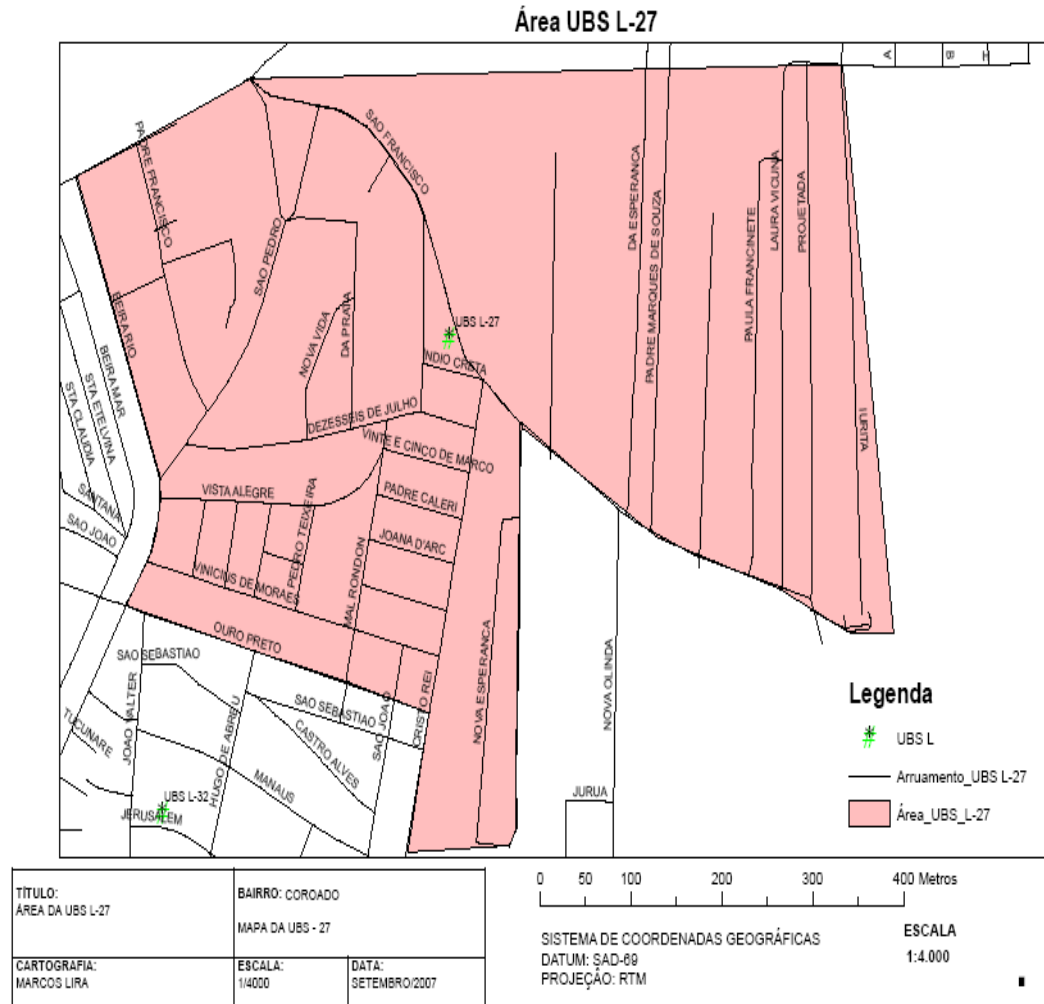 Área UBS L-27
A
B
H
PADRE FRANCISCO
SAO FRANCISCO
SAO PEDRO
BEIRA RIO
NOVA VIDA
DA PRATA
UBS L-27
INDIO CRETA
DA ESPERANCA
PADRE MARQUES DE SOUZA
PAULA FRANCINETE
LAURA VICUNA
PROJETADA
IURITA
BEIRA MAR
STA ETELVINA
STA CLAUDIA
SANTANA
SAO JOAO
DEZESSEIS DE JULHO
VINTE E CINCO DE MARCO
VISTA ALEGRE
PEDRO TEIXEIRA
PADRE CALERI
JOANA D'ARC
VINICIUS DE MORAES
MAL RONDON
OURO PRETO
SAO SEBASTIAO
SAO SEBASTIAO
SAO JOAO
CRISTO REI
NOVA ESPERANCA
NOVA OLINDA
JOAO VALTER
HUGO DE ABREU
CASTRO ALVES
TUCUNARE
MANAUS
UBS L-32
JERUSALEM
JURUA
Legenda
UBS L
Arruamento_UBS L-27
Área_UBS_L-27
TÍTULO:
ÁREA DA UBS L-27
BAIRRO: COROADO
MAPA DA UBS - 27
CARTOGRAFIA:
MARCOS LIRA
ESCALA:
1/4000
DATA:
SETEMBRO/2007
0 50 100 200 300 400 Metros
SISTEMA DE COORDENADAS GEOGRÁFICAS
DATUM: SAD-69
PROJEÇÃO: RTM
ESCALA
1:4.000